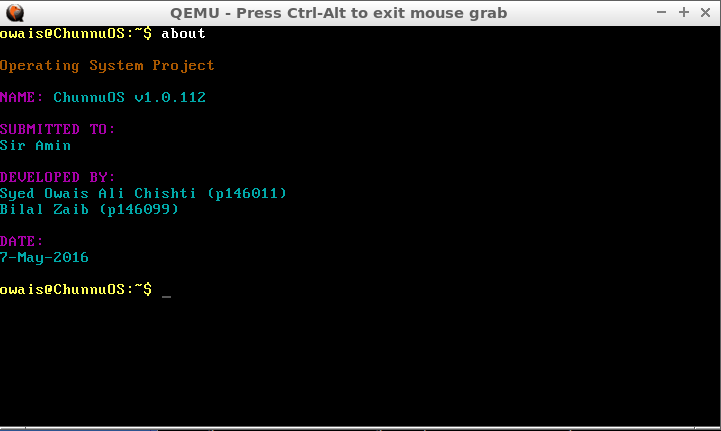 QEMU - Press Ctrl-Alt to exit mouse grab
owais@ChunnuOS:~$ about
Operating System Project
NAME: ChunnuOS v1.0.112
SUBMITTED TO:
Sir Amin
DEVELOPED BY:
Syed Owais Ali Chishti (p146011)
Bilal Zaib (p146099)
DATE:
7-May-2016
owais@ChunnuOS:~$ _